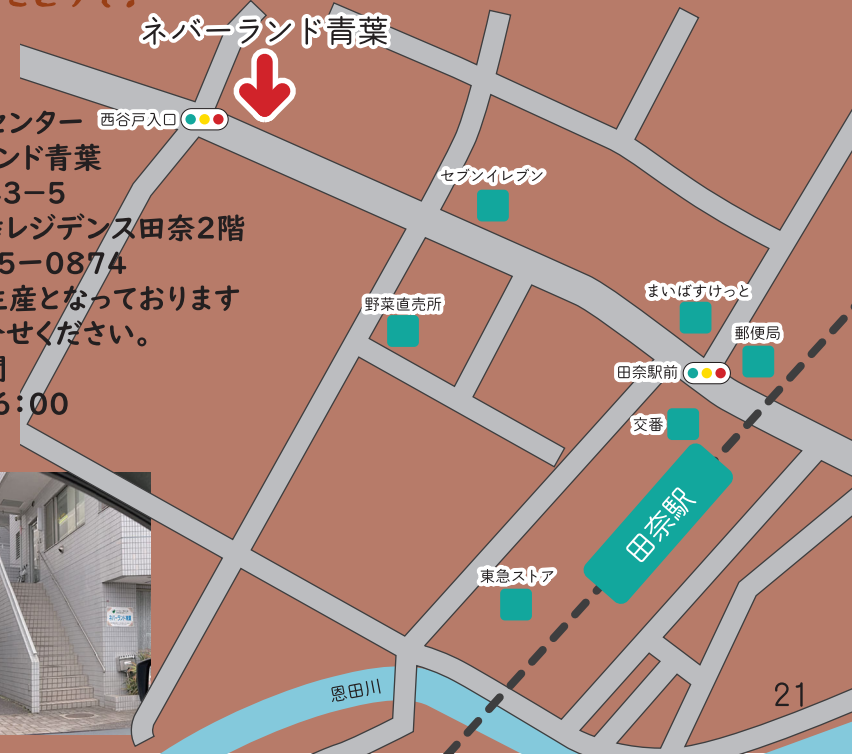 ネバーランド青葉
西谷戸入口
センター
ンド青葉
3−5
レジデンス田奈2階
5−0874
生産となっております
せください。
6:00
セブンイレブン
野菜直売所
まいばすけっと
郵便局
田奈駅前
交番
田奈駅
東急ストア
恩田川
21